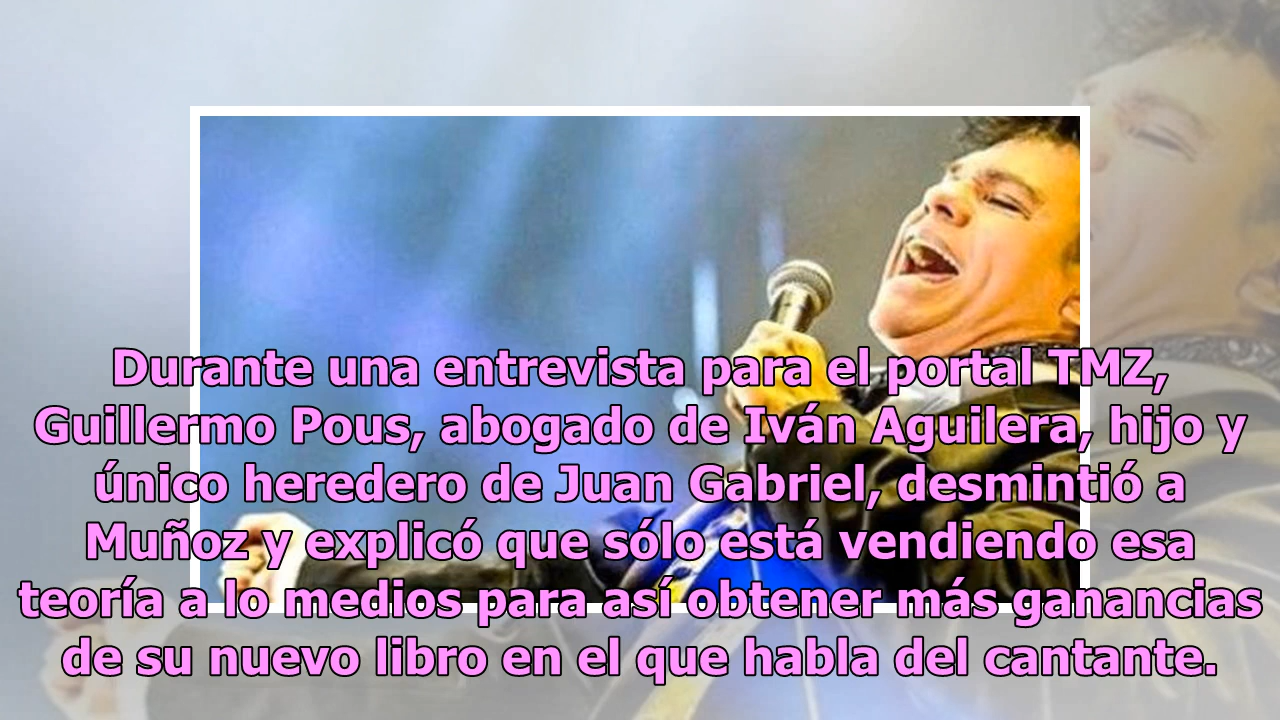 Durante una entrevista para el portal TMZ,
Guillermo Pous, abogado de Iván Aguilera, hijo y
único heredero de Juan Gabriel, desmintió a
Muñoz y explicó que sólo está vendiendo esa
teoría a lo medios para así obtener más ganancias
de su nuevo libro en el que habla del cantante.